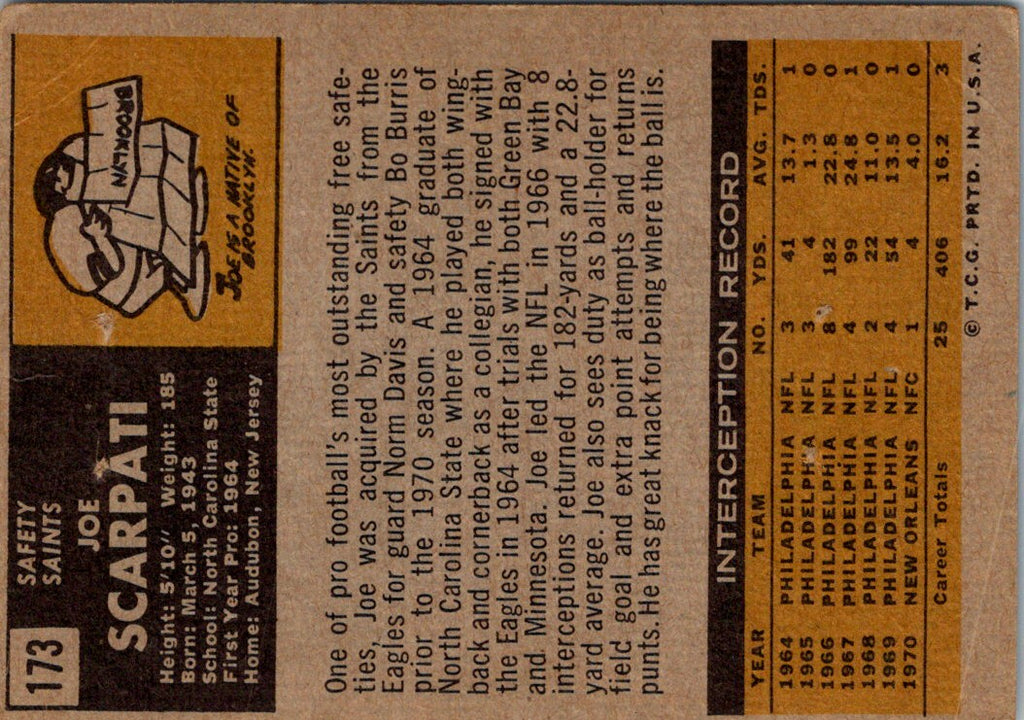 173
SAFETY
SAINTS
JOE
SCARPATI
Height: 5'10" Weight: 185
Born: March 5, 1943
School: North Carolina State
First Year Pro: 1964
Home: Audubon, New Jersey
BROOKLYN
JOE IS A NATIVE OF
BROOKLYN.
One of pro football's most outstanding free safe-
ties, Joe was acquired by the Saints from the
Eagles for guard Norm Davis and safety Bo Burris
prior to the 1970 season. A 1964 graduate of
North Carolina State where he played both wing-
back and cornerback as a collegian, he signed with
the Eagles in 1964 after trials with both Green Bay
and Minnesota. Joe led the NFL in 1966 with 8
interceptions returned for 182-yards and a 22.8-
yard average. Joe also sees duty as ball-holder for
field goal and extra point attempts and returns
punts. He has great knack for being where the ball is.
INTERCEPTION RECORD
YEAR TEAM NO. YDS. AVG. TDS.
1964 PHILADELPHIA NFL 3 41 13.7 1
1965 PHILADELPHIA NFL 3 4 1.3 0
1966 PHILADELPHIA NFL 8 182 22.8 0
1967 PHILADELPHIA NFL 4 99 24.8 1
1968 PHILADELPHIA NFL 2 22 11.0 0
1969 PHILADELPHIA NFL 4 54 13.5 1
1970 NEW ORLEANS NFC 1 4 4.0 0
Career Totals 25 406 16.2 3
© T.C.G. PRTD. IN U.S.A.